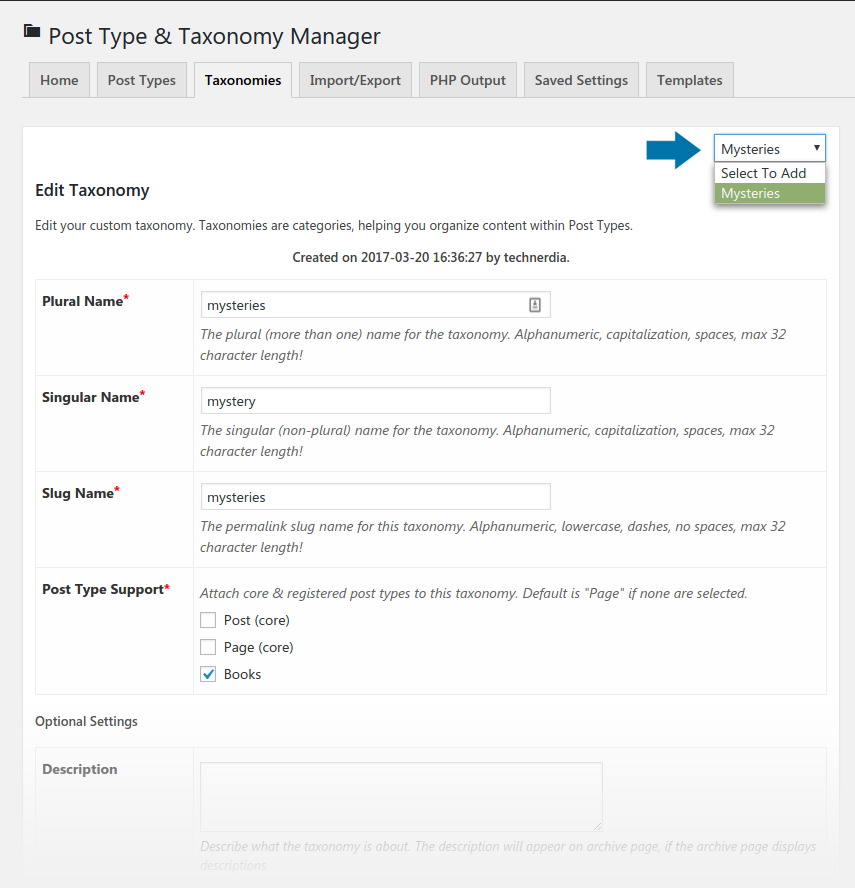 Post Type & Taxonomy Manager
Home Post Types Taxonomies Import/Export PHP Output Saved Settings Templates
Mysteries
Select To Add
Mysteries
Edit Taxonomy
Edit your custom taxonomy. Taxonomies are categories, helping you organize content within Post Types.
Created on 2017-03-20 16:36:27 by technerdia.
Plural Name*
mysteries
The plural (more than one) name for the taxonomy. Alphanumeric, capitalization, spaces, max 32
character length!
Singular Name*
mystery
The singular (non-plural) name for the taxonomy. Alphanumeric, capitalization, spaces, max 32
character length!
Slug Name*
mysteries
The permalink slug name for this taxonomy. Alphanumeric, lowercase, dashes, no spaces, max 32
character length!
Post Type Support*
Attach core & registered post types to this taxonomy. Default is "Page" if none are selected.
Post (core)
Page (core)
Books
Optional Settings
Description
Describe what the taxonomy is about. The description will appear on archive page, if the archive page displays
descriptions